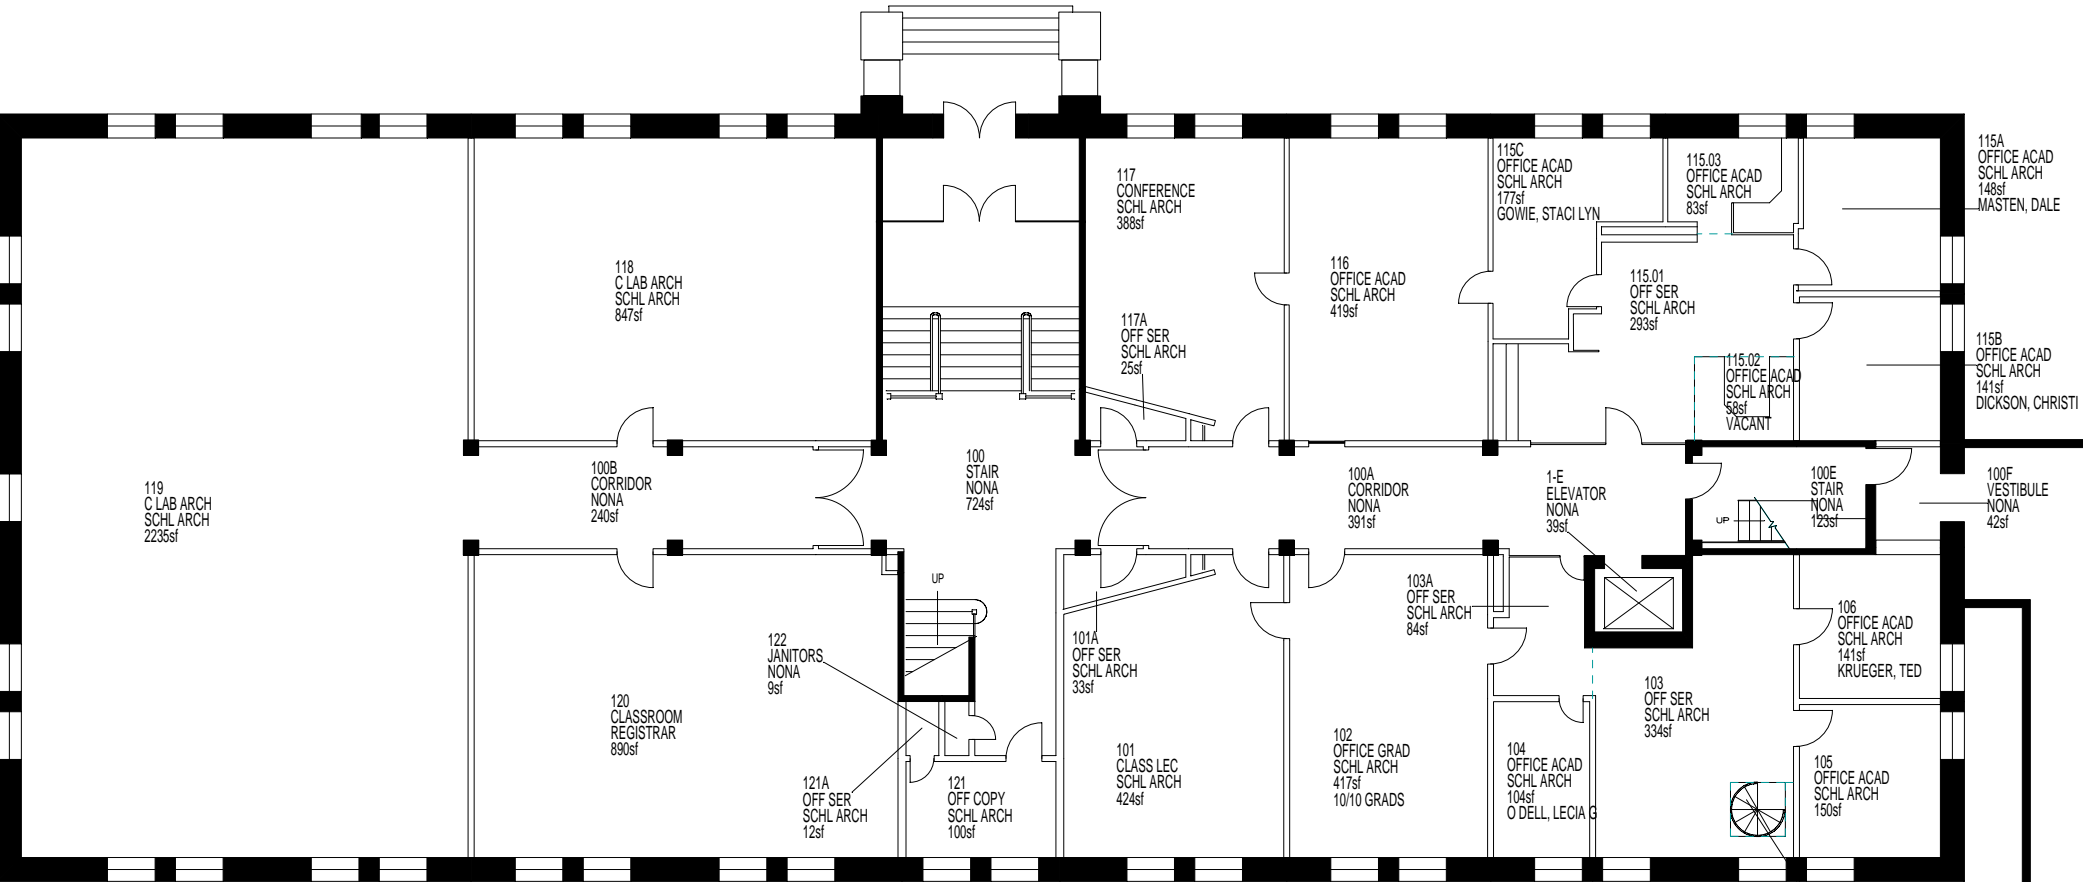 115A
OFFICE ACAD
SCHL ARCH
148sf
MASTEN, DALE
115C
OFFICE ACAD
SCHL ARCH
177sf
GOWIE, STACI LYN
115.03
OFFICE ACAD
SCHL ARCH
83sf
117
CONFERENCE
SCHL ARCH
388sf
118
C LAB ARCH
SCHL ARCH
847sf
116
OFFICE ACAD
SCHL ARCH
419sf
115.01
OFF SER
SCHL ARCH
293sf
117A
OFF SER
SCHL ARCH
25sf
115B
OFFICE ACAD
SCHL ARCH
141sf
DICKSON, CHRISTI
115.02
OFFICE ACAD
SCHL ARCH
58sf
VACANT
119
C LAB ARCH
SCHL ARCH
2235sf
100B
CORRIDOR
NONA
240sf
100
STAIR
NONA
724sf
100A
CORRIDOR
NONA
391sf
1-E
ELEVATOR
NONA
39sf
UP
100E
STAIR
NONA
123sf
100F
VESTIBULE
NONA
42sf
UP
103A
OFF SER
SCHL ARCH
84sf
106
OFFICE ACAD
SCHL ARCH
141sf
KRUEGER, TED
122
JANITORS
NONA
9sf
101A
OFF SER
SCHL ARCH
33sf
120
CLASSROOM
REGISTRAR
890sf
103
OFF SER
SCHL ARCH
334sf
121A
OFF SER
SCHL ARCH
12sf
121
OFF COPY
SCHL ARCH
100sf
101
CLASS LEC
SCHL ARCH
424sf
102
OFFICE GRAD
SCHL ARCH
417sf
10/10 GRADS
104
OFFICE ACAD
SCHL ARCH
104sf
O DELL, LECIA G
105
OFFICE ACAD
SCHL ARCH
150sf